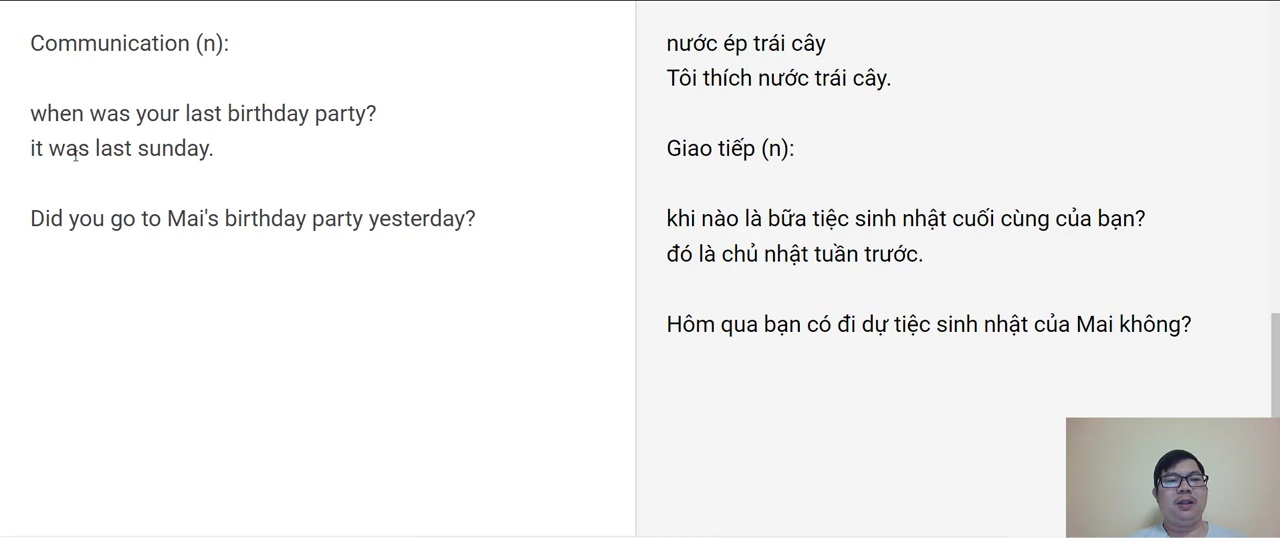 Communication (n):
when was your last birthday party?
it was last sunday.
Did you go to Mai's birthday party yesterday?
nước ép trái cây
Tôi thích nước trái cây.
Giao tiếp (n):
khi nào là bữa tiệc sinh nhật cuối cùng của bạn?
đó là chủ nhật tuần trước.
Hôm qua bạn có đi dự tiệc sinh nhật của Mai không?